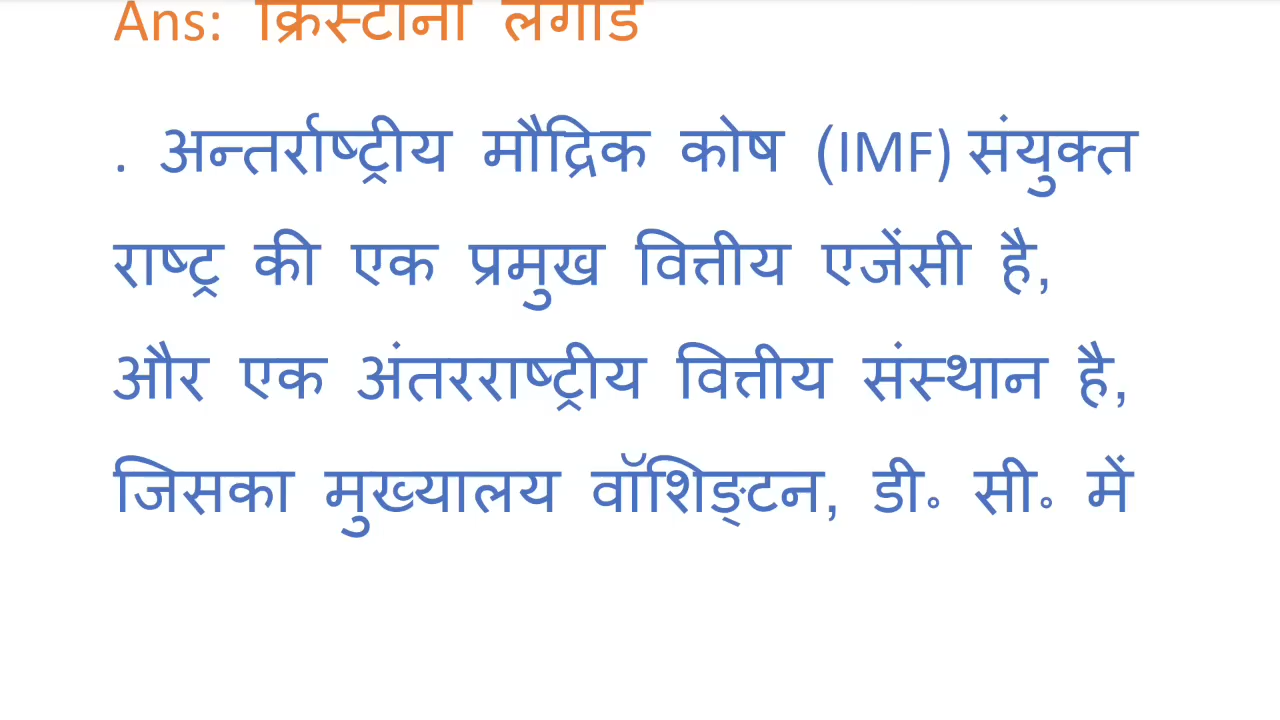 Ans: क्रिस्टीना लगार्ड
. अन्तर्राष्ट्रीय मौद्रिक कोष (IMF) संयुक्त
राष्ट्र की एक प्रमुख वित्तीय एजेंसी है,
और एक अंतरराष्ट्रीय वित्तीय संस्थान है,
जिसका मुख्यालय वॉशिङ्टन, डी॰ सी॰ में